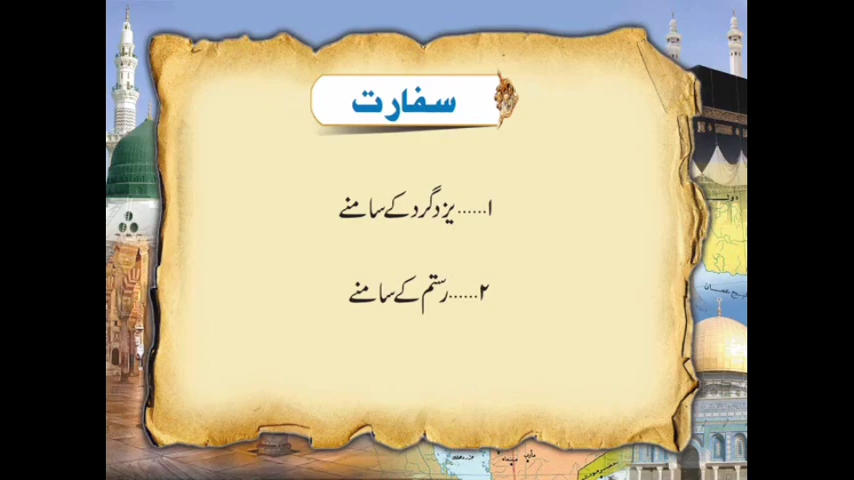 سفارت
۱......یزدگرد کے سامنے
۲......رستم کے سامنے